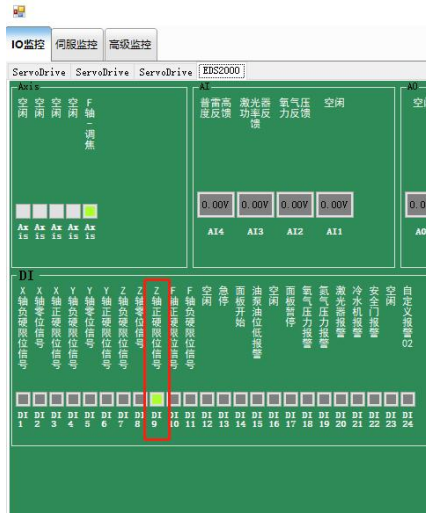 IO监控 伺服监控 高级监控
ServoDrive ServoDrive ServoDrive EDS2000
Axis
空闲 空闲 空闲 空闲 F轴-调焦
Axis Axis Axis Axis Axis
AI
普雷高度反馈 激光器功率反馈 氧气压力反馈 空闲
0.00V 0.00V 0.00V 0.00V
AI4 AI3 AI2 AI1
AO
DI
X轴负硬限位信号 X轴零位信号 X轴正硬限位信号 Y轴负硬限位信号 Y轴零位信号 Y轴正硬限位信号 Z轴负硬限位信号 Z轴零位信号 Z轴正硬限位信号 F轴正硬限位信号 F轴负硬限位信号 空闲 急停 面板开始 油泵油位低报警 空闲 面板暂停 氧气压力报警 氮气压力报警 激光器报警 冷水机报警 安全门报警 空闲 自定义报警02
DI1 DI2 DI3 DI4 DI5 DI6 DI7 DI8 DI9 DI10 DI11 DI12 DI13 DI14 DI15 DI16 DI17 DI18 DI19 DI20 DI21 DI22 DI23 DI24